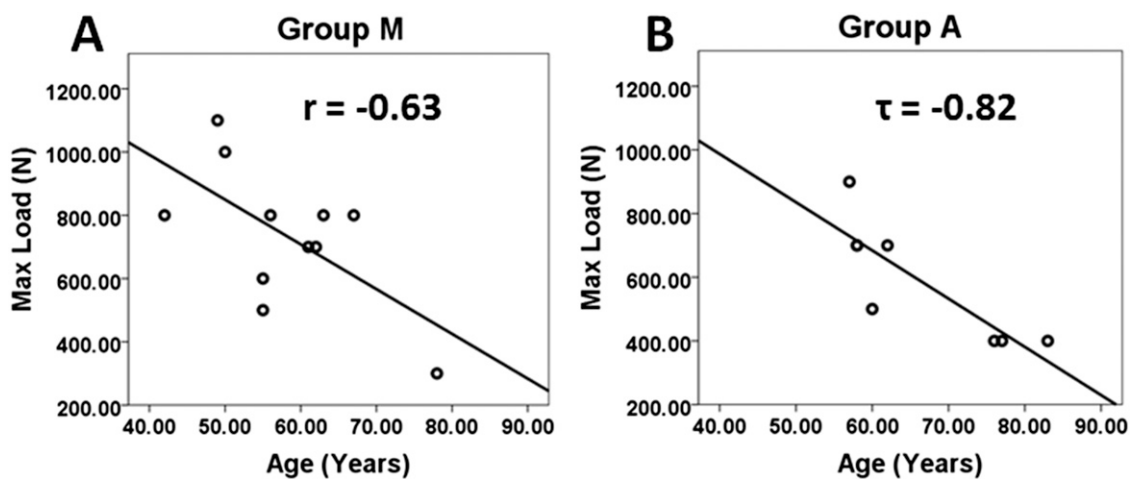 A
Group M
r = -0.63
Max Load (N)
1200.00
1000.00
800.00
600.00
400.00
200.00
40.00 50.00 60.00 70.00 80.00 90.00
Age (Years)
B
Group A
τ = -0.82
Max Load (N)
1200.00
1000.00
800.00
600.00
400.00
200.00
40.00 50.00 60.00 70.00 80.00 90.00
Age (Years)